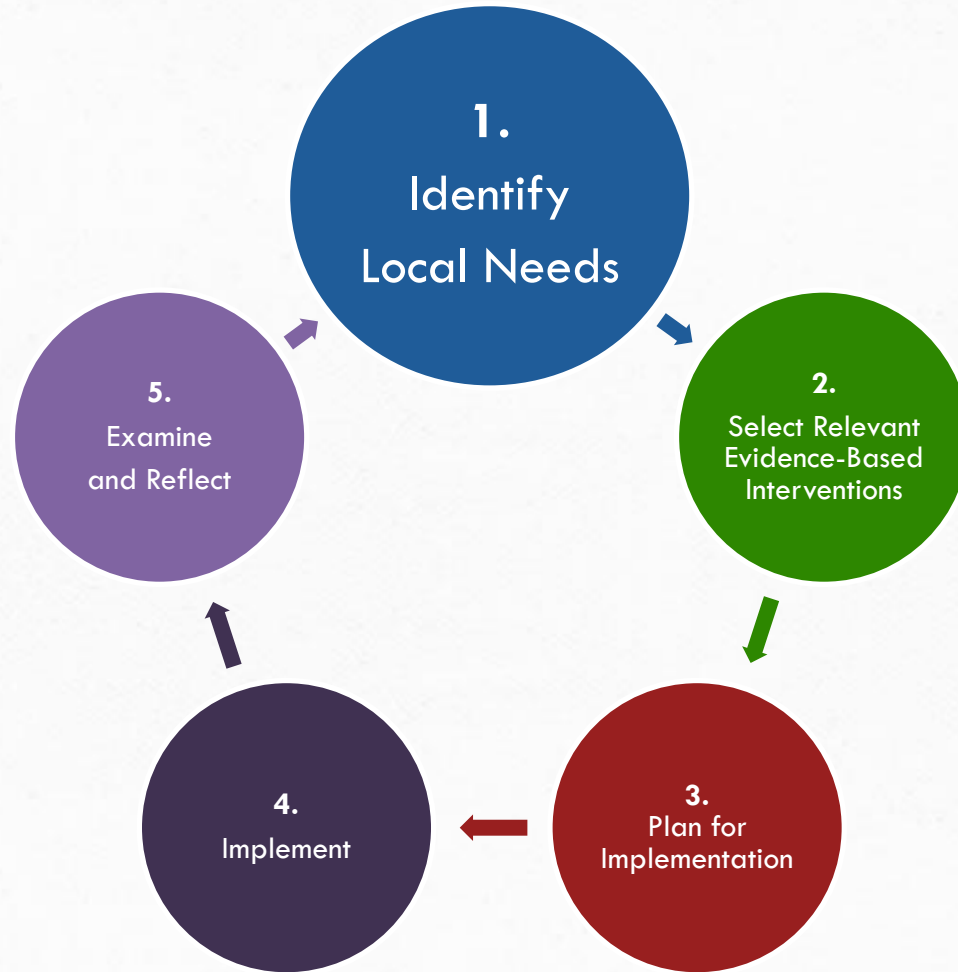 1.
Identify
Local Needs
2.
Select Relevant
Evidence-Based
Interventions
3.
Plan for
Implementation
4.
Implement
5.
Examine
and Reflect